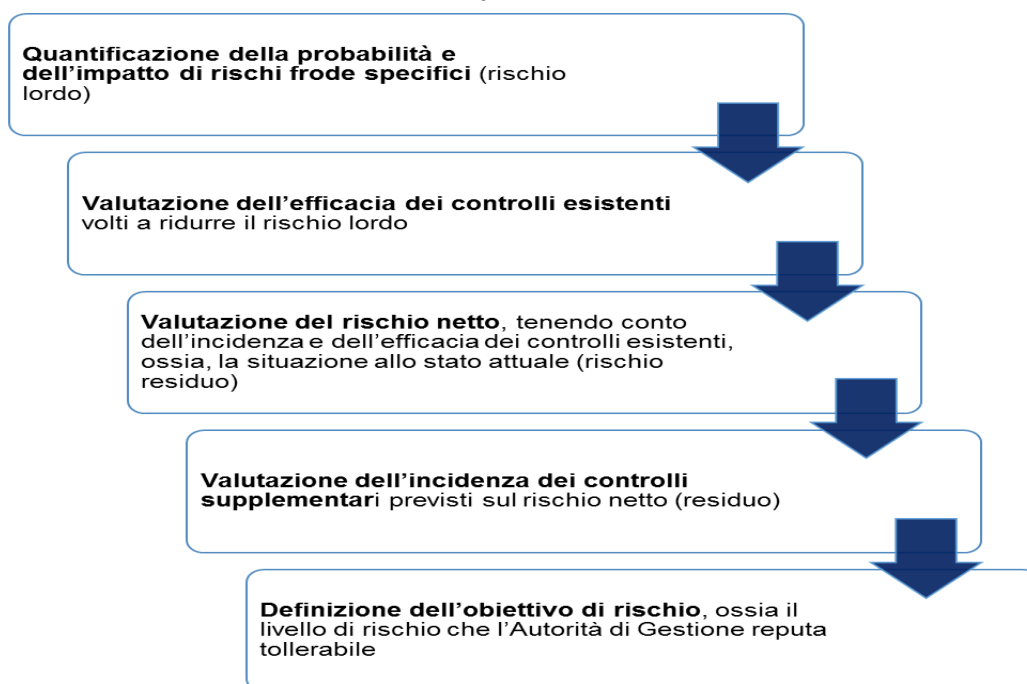 Quantificazione della probabilità e
dell'impatto di rischi frode specifici (rischio
lordo)
Valutazione dell'efficacia dei controlli esistenti
volti a ridurre il rischio lordo
Valutazione del rischio netto, tenendo conto
dell'incidenza e dell'efficacia dei controlli esistenti,
ossia, la situazione allo stato attuale (rischio
residuo)
Valutazione dell'incidenza dei controlli
supplementari previsti sul rischio netto (residuo)
Definizione dell'obiettivo di rischio, ossia il
livello di rischio che l'Autorità di Gestione reputa
tollerabile